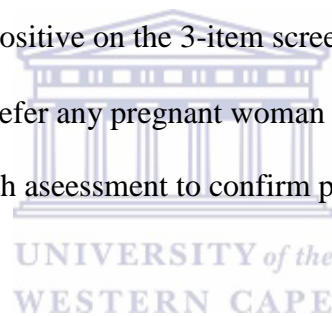 ositive on the 3-item scree
efer any pregnant woman
h aseessment to confirm p
UNIVERSITY of the
WESTERN CAPE